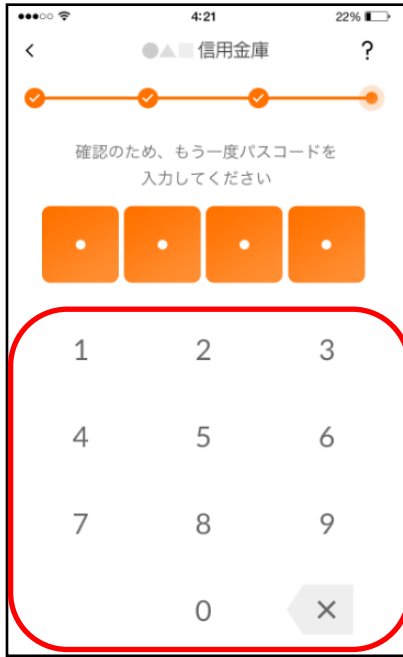 4:21
22%
●▲■ 信用金庫
?
確認のため、もう一度パスコードを
入力してください
1 2 3
4 5 6
7 8 9
0 ×